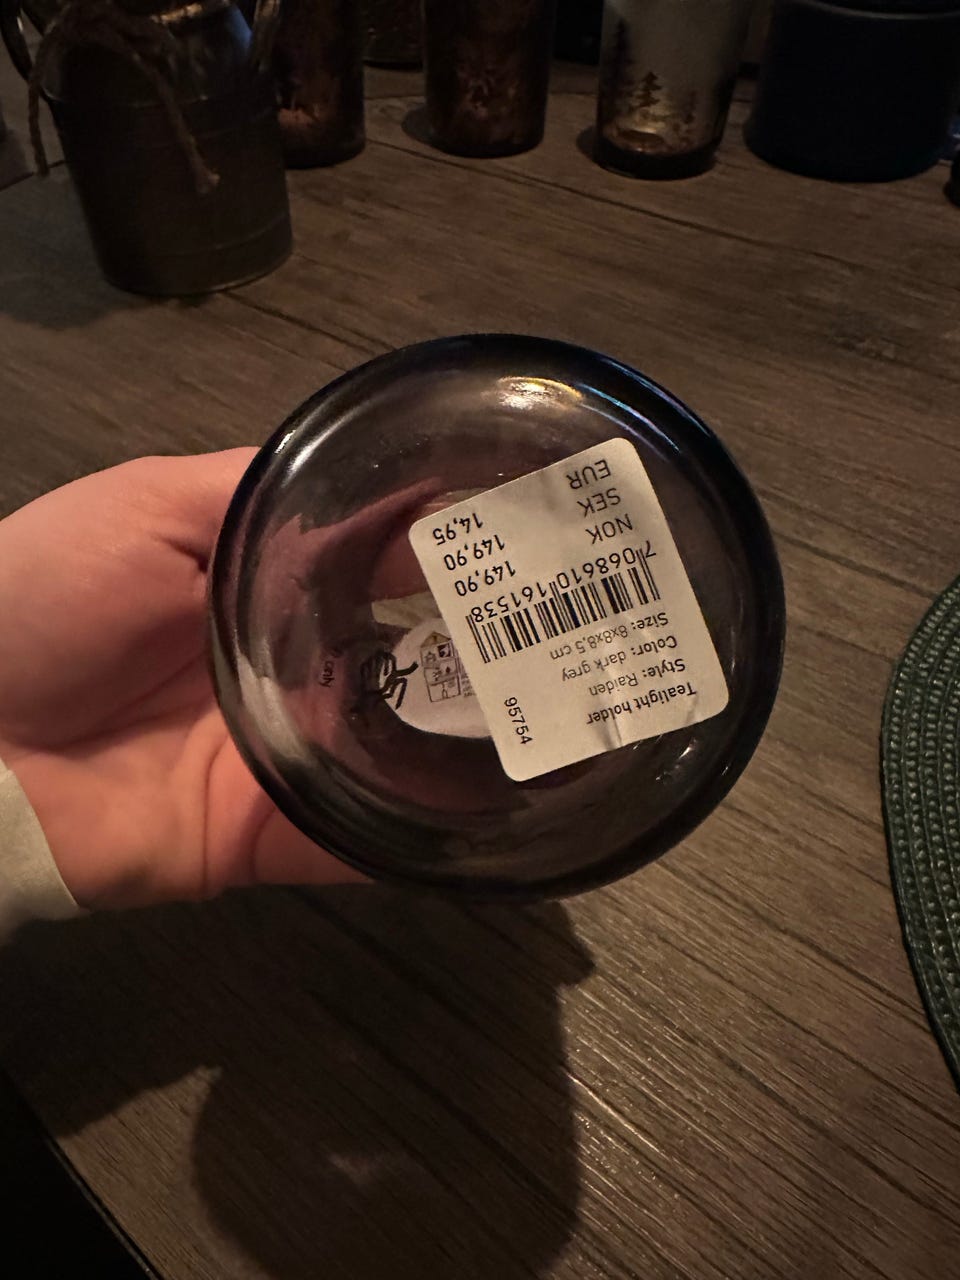 Tealight holder
Style: Raiden
Color: dark grey
Size: 8x8x8,5 cm
95754
7 068610 161538
NOK 149,90
SEK 149,90
EUR 14,95
only